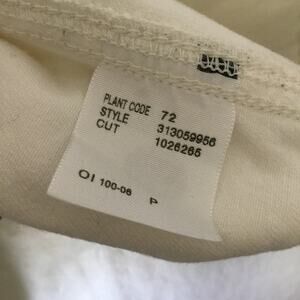 PLANT CODE 72
STYLE 313059956
CUT 1026265
OI 100-06 P